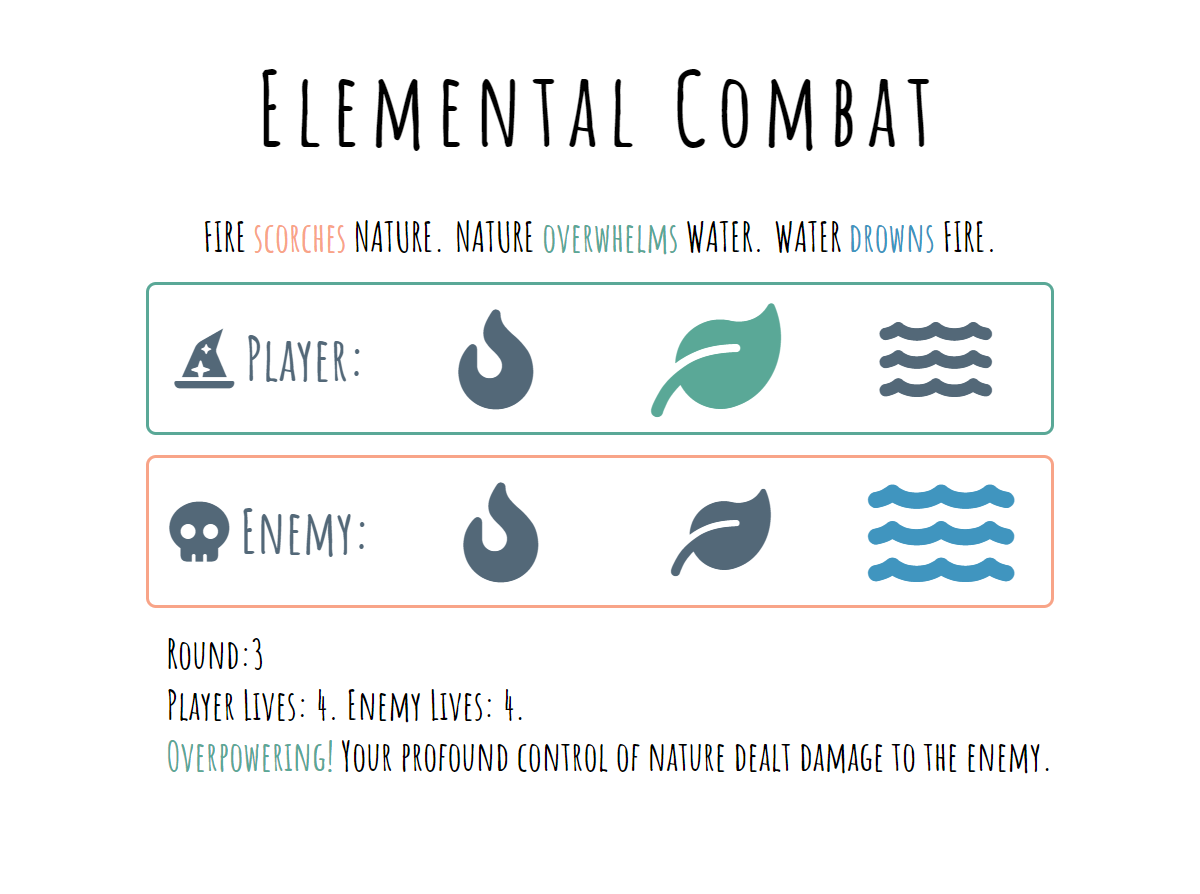 Elemental Combat
FIRE scorches NATURE. NATURE overwhelms WATER. WATER drowns FIRE.
Player:
Enemy:
Round:3
Player Lives: 4. Enemy Lives: 4.
Overpowering! Your profound control of nature dealt damage to the enemy.